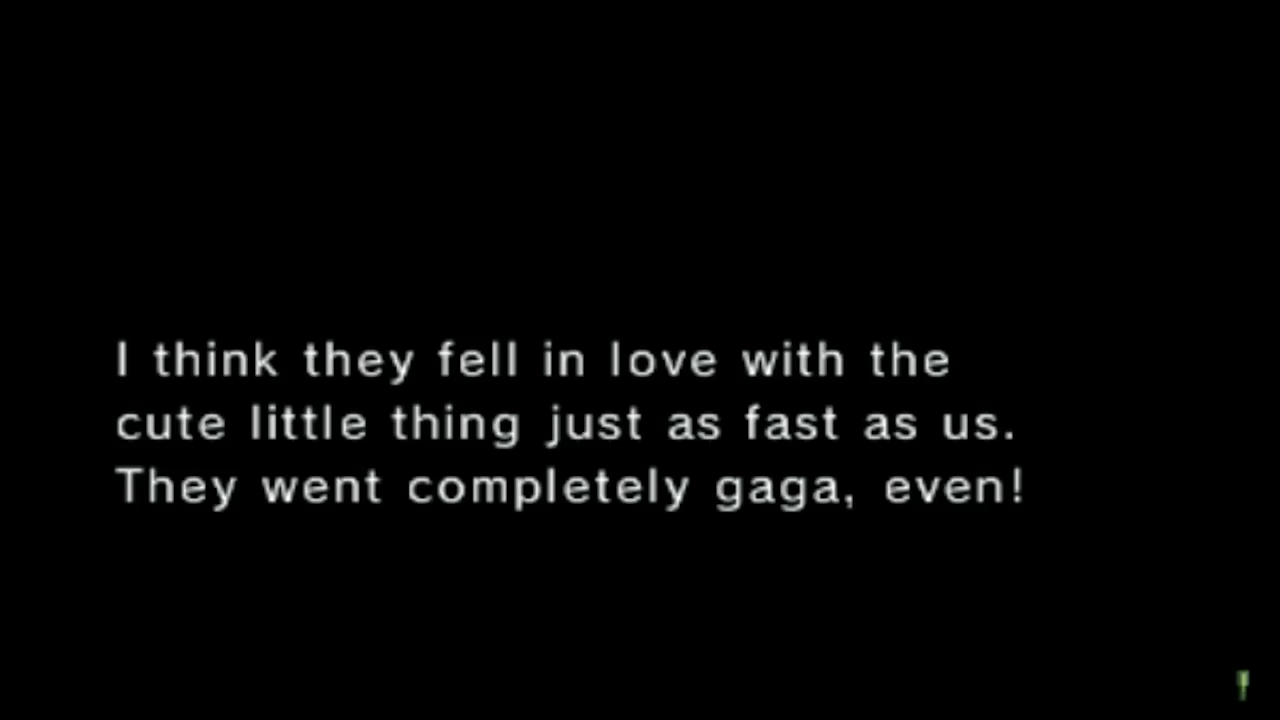 I think they fell in love with the
cute little thing just as fast as us.
They went completely gaga, even!